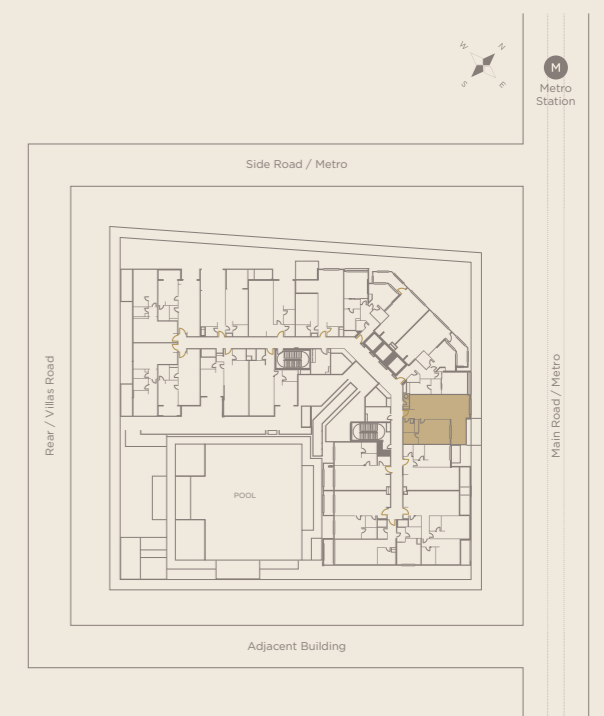 W
N
S
E
M
Metro
Station
Side Road / Metro
Rear / Villas Road
Main Road / Metro
POOL
Adjacent Building